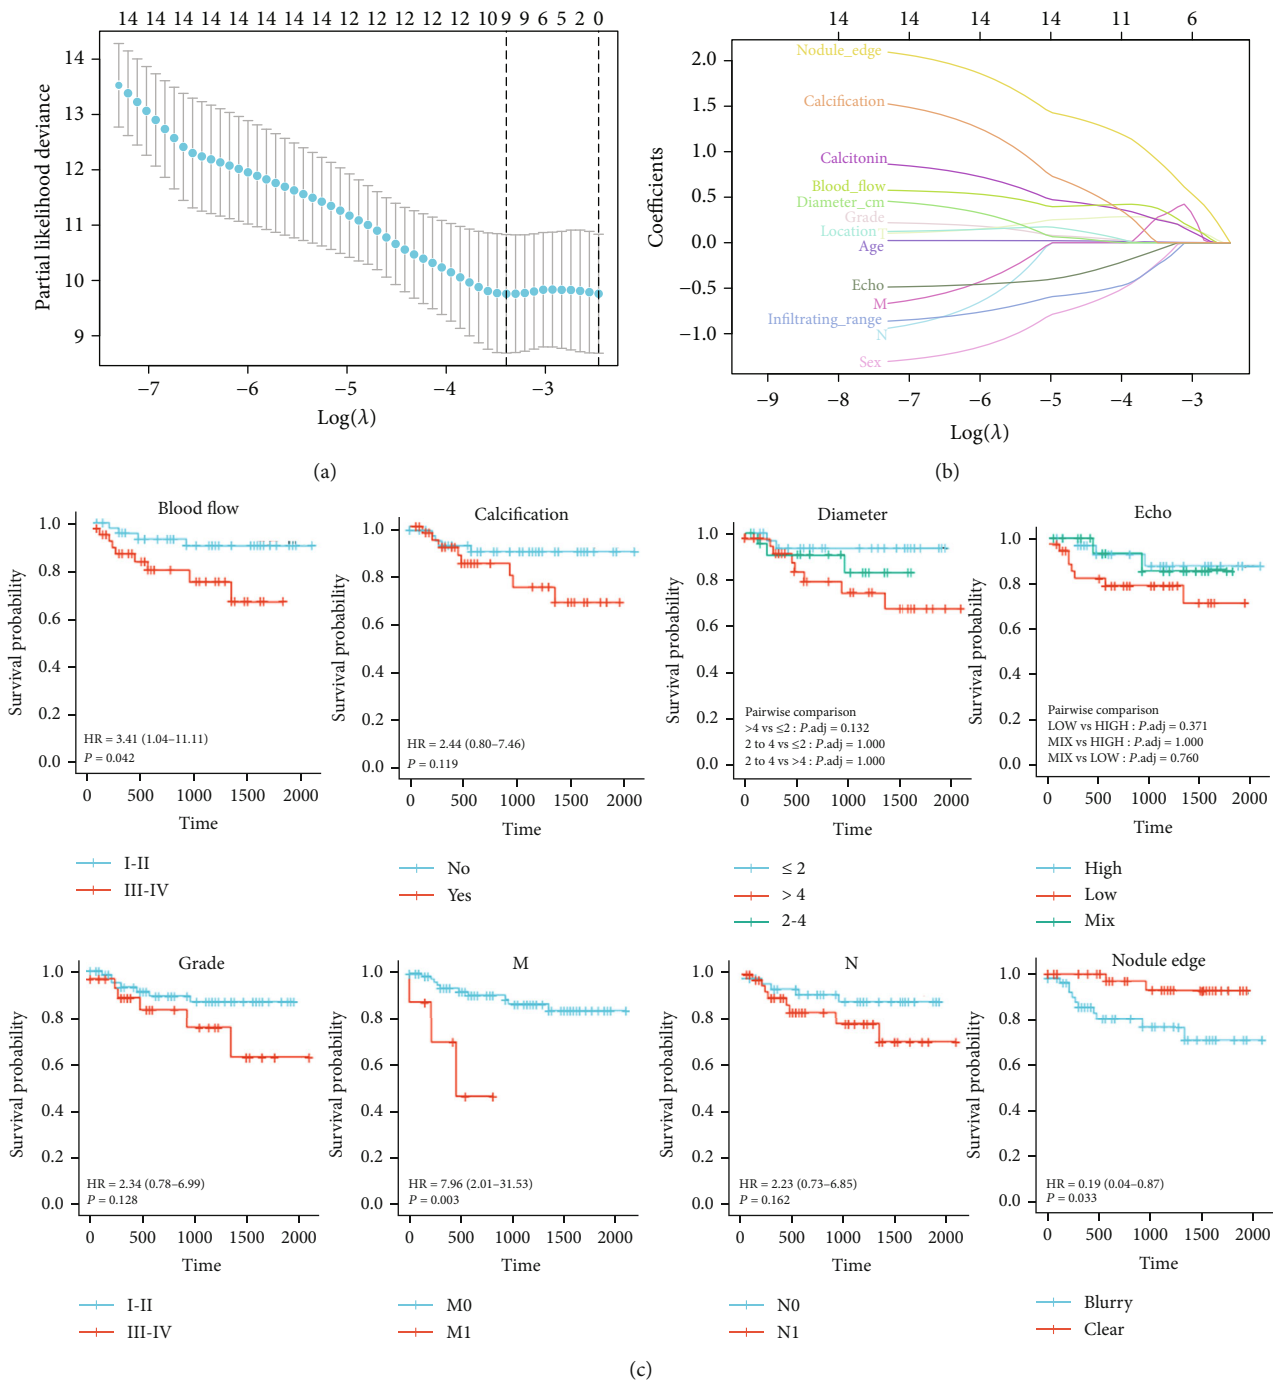 14 14 14 14 14 14 14 14 12 12 12 12 12 10 9 9 6 5 2 0
14
13
12
11
10
9
Partial likelihood deviance
−7 −6 −5 −4 −3
Log(λ)
(a)
14 14 14 14 11 6
2.0
1.5
1.0
0.5
0.0
−0.5
−1.0
Coefficients
Nodule_edge
Calcification
Calcitonin
Blood_flow
Diameter_cm
Grade
Location T
Age
Echo
M
Infiltrating_range
N
Sex
−9 −8 −7 −6 −5 −4 −3
Log(λ)
(b)
Blood flow
1.0
0.8
0.6
0.4
0.2
0.0
Survival probability
HR = 3.41 (1.04–11.11)
P = 0.042
0 500 1000 1500 2000
Time
I-II
III-IV
Calcification
1.0
0.8
0.6
0.4
0.2
0.0
Survival probability
HR = 2.44 (0.80–7.46)
P = 0.119
0 500 1000 1500 2000
Time
No
Yes
Diameter
1.0
0.8
0.6
0.4
0.2
0.0
Survival probability
Pairwise comparison
>4 vs ≤2 : P.adj = 0.132
2 to 4 vs ≤2 : P.adj = 1.000
2 to 4 vs >4 : P.adj = 1.000
0 500 1000 1500 2000
Time
≤ 2
> 4
2-4
Echo
1.0
0.8
0.6
0.4
0.2
0.0
Survival probability
Pairwise comparison
LOW vs HIGH : P.adj = 0.371
MIX vs HIGH : P.adj = 1.000
MIX vs LOW : P.adj = 0.760
0 500 1000 1500 2000
Time
High
Low
Mix
Grade
1.0
0.8
0.6
0.4
0.2
0.0
Survival probability
HR = 2.34 (0.78–6.99)
P = 0.128
0 500 1000 1500 2000
Time
I-II
III-IV
M
1.0
0.8
0.6
0.4
0.2
0.0
Survival probability
HR = 7.96 (2.01–31.53)
P = 0.003
0 500 1000 1500 2000
Time
M0
M1
N
1.0
0.8
0.6
0.4
0.2
0.0
Survival probability
HR = 2.23 (0.73–6.85)
P = 0.162
0 500 1000 1500 2000
Time
N0
N1
Nodule edge
1.0
0.8
0.6
0.4
0.2
0.0
Survival probability
HR = 0.19 (0.04–0.87)
P = 0.033
0 500 1000 1500 2000
Time
Blurry
Clear
(c)